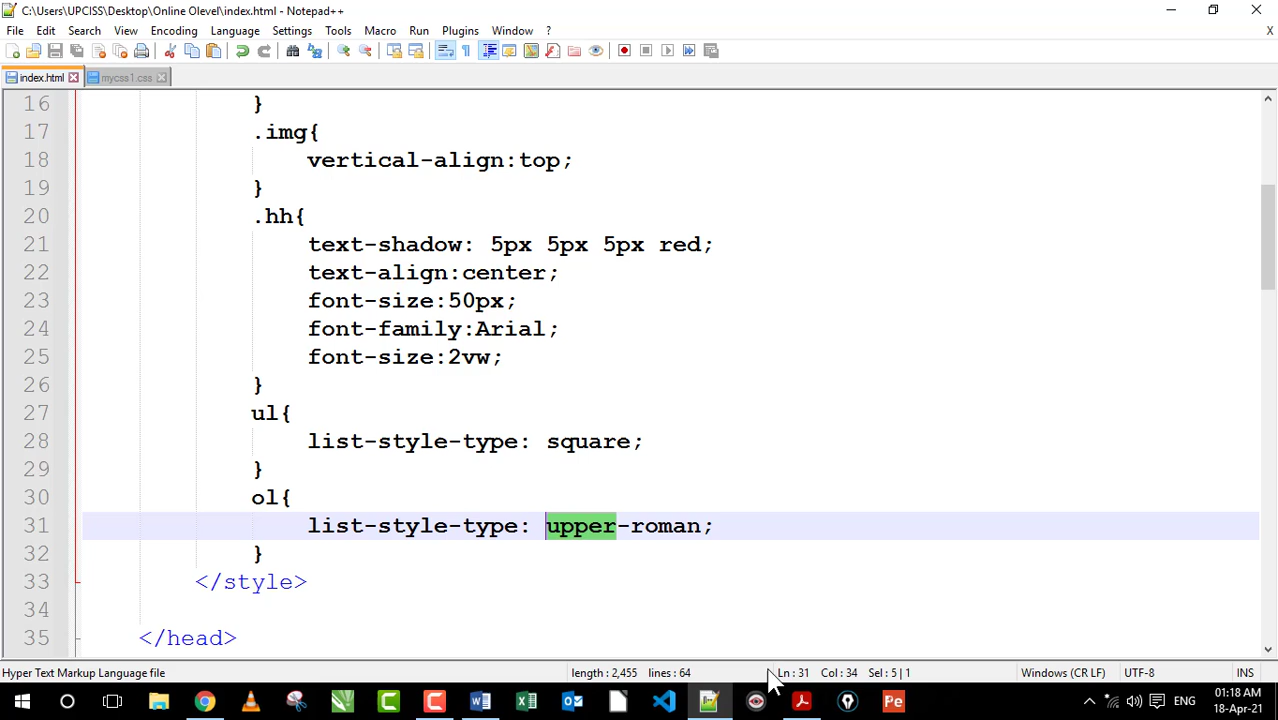 C:\Users\UPCISS\Desktop\Online Olevel\index.html - Notepad++
File Edit Search View Encoding Language Settings Tools Macro Run Plugins Window ? X
index.html mycss1.css
16 }
17 .img{
18 vertical-align:top;
19 }
20 .hh{
21 text-shadow: 5px 5px 5px red;
22 text-align:center;
23 font-size:50px;
24 font-family:Arial;
25 font-size:2vw;
26 }
27 ul{
28 list-style-type: square;
29 }
30 ol{
31 list-style-type: upper-roman;
32 }
33 </style>
34
35 </head>
Hyper Text Markup Language file length : 2,455 lines : 64 Ln : 31 Col : 34 Sel : 5 | 1 Windows (CR LF) UTF-8 INS
ENG 01:18 AM
18-Apr-21